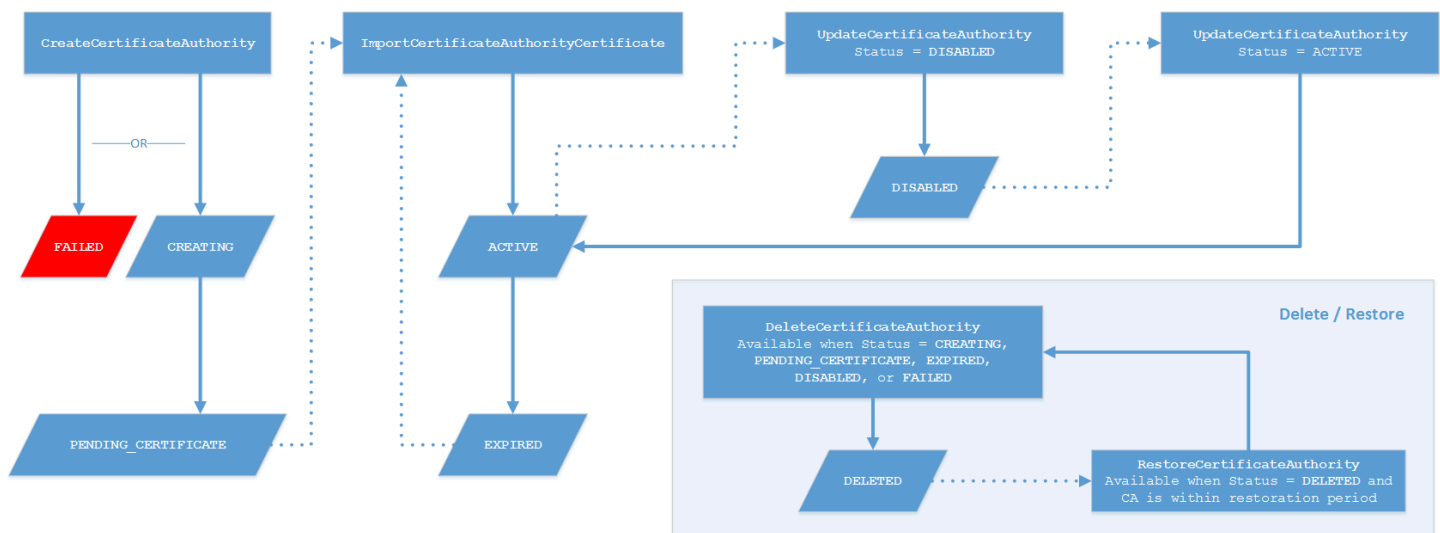 CreateCertificateAuthority
ImportCertificateAuthorityCertificate
UpdateCertificateAuthority
Status = DISABLED
UpdateCertificateAuthority
Status = ACTIVE
OR
DISABLED
FAILED
CREATING
ACTIVE
Delete / Restore
DeleteCertificateAuthority
Available when Status = CREATING,
PENDING_CERTIFICATE, EXPIRED,
DISABLED, or FAILED
PENDING_CERTIFICATE
EXPIRED
DELETED
RestoreCertificateAuthority
Available when Status = DELETED and
CA is within restoration period